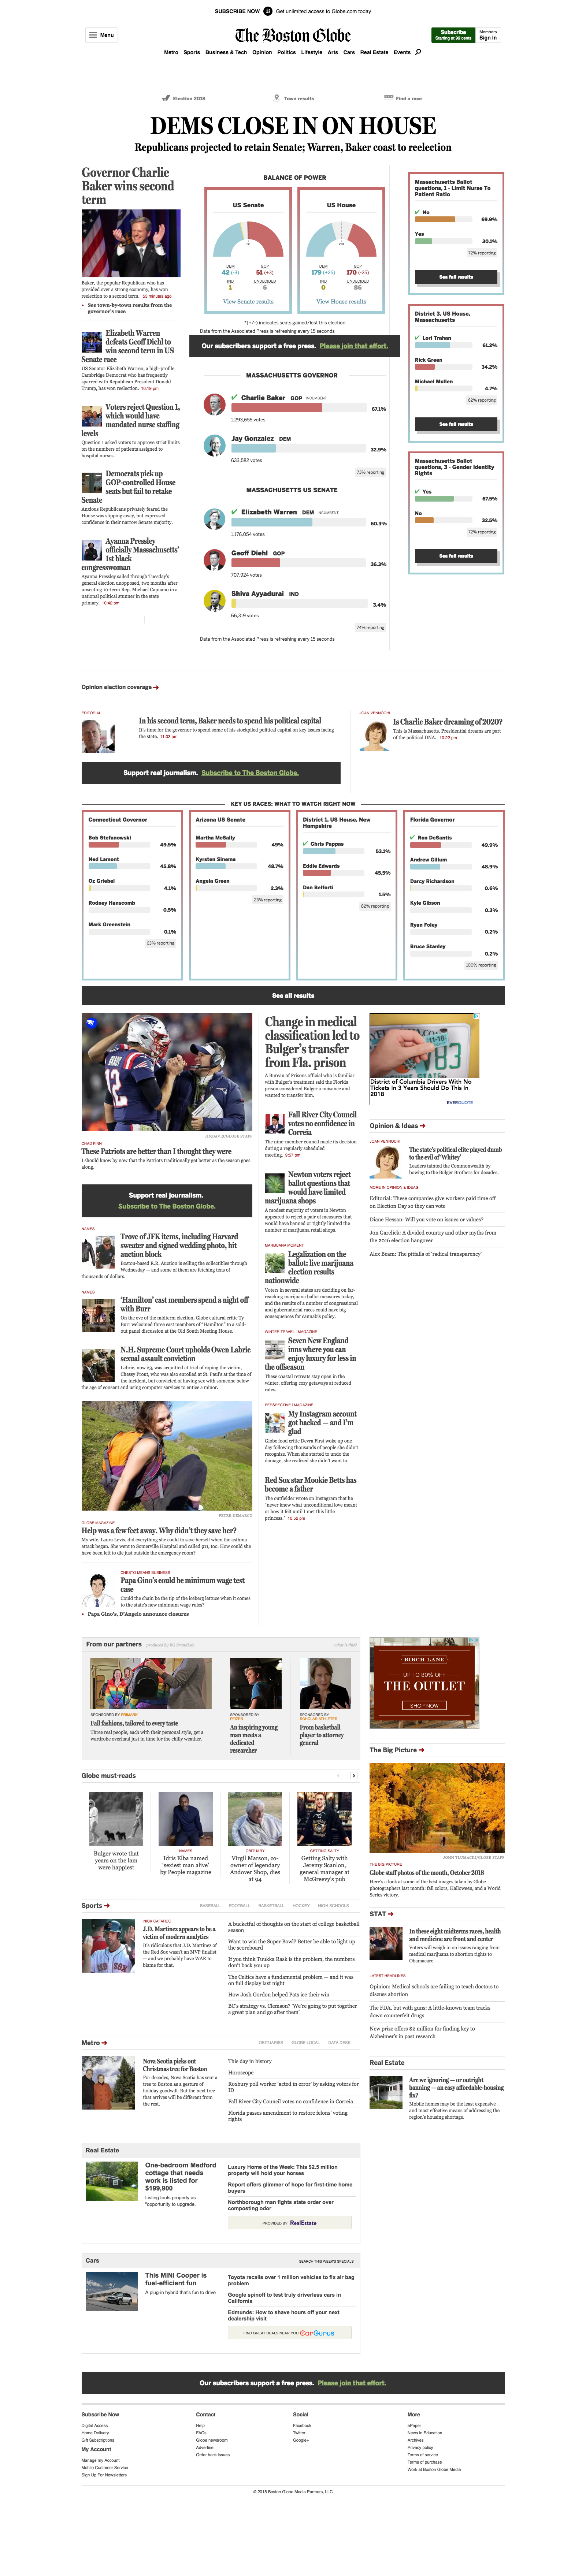 SUBSCRIBE NOW
Get unlimited access to Globe.com today
Menu
The Boston Globe
Subscribe
Starting at 99 cents
Members
Sign In
Metro Sports Business & Tech Opinion Politics Lifestyle Arts Cars Real Estate Events
Election 2018
Town results
Find a race
DEMS CLOSE IN ON HOUSE
Republicans projected to retain Senate; Warren, Baker coast to reelection
Governor Charlie
Baker wins second
term
Baker, the popular Republican who has
presided over a strong economy, has won
reelection to a second term. 55 minutes ago
See town-by-town results from the
governor's race
Elizabeth Warren
defeats Geoff Diehl to
win second term in US
Senate race
US Senator Elizabeth Warren, a high-profile
Cambridge Democrat who has frequently
sparred with Republican President Donald
Trump, has won reelection. 10:18 pm
Voters reject Question 1,
which would have
mandated nurse staffing
levels
Question 1 asked voters to approve strict limits
on the numbers of patients assigned to
hospital nurses.
Democrats pick up
GOP-controlled House
seats but fail to retake
Senate
Anxious Republicans privately feared the
House was slipping away, but expressed
confidence in their narrow Senate majority.
Ayanna Pressley
officially Massachusetts'
1st black
congresswoman
Ayanna Pressley sailed through Tuesday's
general election unopposed, two months after
unseating 10-term Rep. Michael Capuano in a
national political stunner in the state
primary. 10:42 pm
BALANCE OF POWER
US Senate
DEM
42 (-3)
GOP
51 (+3)
IND
1
UNDECIDED
6
View Senate results
US House
DEM
179 (+25)
GOP
170 (-25)
IND
0
UNDECIDED
86
View House results
*(+/-) indicates seats gained/lost this election
Data from the Associated Press is refreshing every 15 seconds
Our subscribers support a free press. Please join that effort.
MASSACHUSETTS GOVERNOR
Charlie Baker GOP INCUMBENT
67.1%
1,293,655 votes
Jay Gonzalez DEM
32.9%
633,582 votes
73% reporting
MASSACHUSETTS US SENATE
Elizabeth Warren DEM INCUMBENT
60.3%
1,176,054 votes
Geoff Diehl GOP
36.3%
707,924 votes
Shiva Ayyadurai IND
3.4%
66,319 votes
74% reporting
Data from the Associated Press is refreshing every 15 seconds
Massachusetts Ballot
questions, 1 - Limit Nurse To
Patient Ratio
No
69.9%
Yes
30.1%
72% reporting
See full results
District 3, US House,
Massachusetts
Lori Trahan
61.2%
Rick Green
34.2%
Michael Mullen
4.7%
62% reporting
See full results
Massachusetts Ballot
questions, 3 - Gender Identity
Rights
Yes
67.5%
No
32.5%
72% reporting
See full results
Opinion election coverage
EDITORIAL
In his second term, Baker needs to spend his political capital
It's time for the governor to spend some of his stockpiled political capital on key issues facing
the state. 11:03 pm
JOAN VENNOCHI
Is Charlie Baker dreaming of 2020?
This is Massachusetts. Presidential dreams are part
of the political DNA. 10:22 pm
Support real journalism. Subscribe to The Boston Globe.
KEY US RACES: WHAT TO WATCH RIGHT NOW
Connecticut Governor
Bob Stefanowski
49.5%
Ned Lamont
45.8%
Oz Griebel
4.1%
Rodney Hanscomb
0.5%
Mark Greenstein
0.1%
63% reporting
Arizona US Senate
Martha McSally
49%
Kyrsten Sinema
48.7%
Angela Green
2.3%
23% reporting
District 1, US House, New
Hampshire
Chris Pappas
53.1%
Eddie Edwards
45.5%
Dan Belforti
1.5%
82% reporting
Florida Governor
Ron DeSantis
49.9%
Andrew Gillum
48.9%
Darcy Richardson
0.6%
Kyle Gibson
0.3%
Ryan Foley
0.2%
Bruce Stanley
0.2%
100% reporting
See all results
CHAD FINN
These Patriots are better than I thought they were
I should know by now that the Patriots traditionally get better as the season goes
along.
Support real journalism.
Subscribe to The Boston Globe.
NAMES
Trove of JFK items, including Harvard
sweater and signed wedding photo, hit
auction block
Boston-based R.R. Auction is selling the collectibles through
Wednesday — and some of them are fetching tens of
thousands of dollars.
NAMES
'Hamilton' cast members spend a night off
with Burr
On the eve of the midterm election, Globe cultural critic Ty
Burr welcomed three cast members of "Hamilton" to a mid-
out panel discussion at the Old South Meeting House.
N.H. Supreme Court upholds Owen Labrie
sexual assault conviction
Labrie, now 23, was acquitted at trial of raping the victim,
Chessy Prout, who was also enrolled at St. Paul's at the time of
the incident, but convicted of having sex with someone below
the age of consent and using computer services to entice a minor.
GLOBE MAGAZINE
Help was a few feet away. Why didn't they save her?
My wife, Laura Levis, did everything she could to save herself when the asthma
attack began. She went to Somerville Hospital and called 911, too. How could she
have been left to die just outside the emergency room?
CHESTO MEANS BUSINESS
Papa Gino's could be minimum wage test
case
Could the chain be the tip of the iceberg lettuce when it comes
to the state's new minimum wage rules?
Papa Gino's, D'Angelo announce closures
Change in medical
classification led to
Bulger's transfer
from Fla. prison
A Bureau of Prisons official who is familiar
with Bulger's treatment said the Florida
prison considered Bulger a nuisance and
wanted to transfer him.
Fall River City Council
votes no confidence in
Correia
The nine-member council made its decision
during a regularly scheduled
meeting. 9:57 pm
Newton voters reject
ballot questions that
would have limited
marijuana shops
A modest majority of voters in Newton
appeared to reject a pair of measures that
would have banned or tightly limited the
number of marijuana retail shops.
MARIJUANA MOMENT
Legalization on the
ballot: live marijuana
election results
nationwide
Voters in several states are deciding on far-
reaching marijuana ballot measures today,
and the results of a number of congressional
and gubernatorial races could have big
consequences for cannabis policy.
WINTER TRAVEL | MAGAZINE
Seven New England
inns where you can
enjoy luxury for less in
the offseason
These coastal retreats stay open in the
winter, offering cozy getaways at reduced
rates.
PERSPECTIVE | MAGAZINE
My Instagram account
got hacked — and I'm
glad
Globe food critic Devra First woke up one
day following thousands of people she didn't
recognize. When she started to undo the
damage, she realized she didn't want to.
Red Sox star Mookie Betts has
become a father
The outfielder wrote on Instagram that he
"never knew what unconditional love meant
or how it felt until I met this little
princess." 10:52 pm
District of Columbia Drivers With No
Tickets In 3 Years Should Do This In
2018
EVERQUOTE
Opinion & Ideas
JOAN VENNOCHI
The state's political elite played dumb
to the evil of 'Whitey'
Leaders tainted the Commonwealth by
bowing to the Bulger Brothers for decades.
MORE IN OPINION & IDEAS
Editorial: These companies give workers paid time off
on Election Day so they can vote
Diane Hessan: Will you vote on issues or values?
Jon Garelick: A divided country and other myths from
the 2016 election hangover
Alex Beam: The pitfalls of 'radical transparency'
From our partners
what is this?
SPONSORED BY PRIMARK
Fall fashions, tailored to every taste
Three real people, each with their personal style, get a
wardrobe overhaul just in time for the chilly weather.
SPONSORED BY
PFIZER
An inspiring young
man meets a
dedicated
researcher
SPONSORED BY
SCHOLAR ATHLETES
From basketball
player to attorney
general
BIRCH LANE
UP TO 80% OFF
THE OUTLET
SHOP NOW
Globe must-reads
Bulger wrote that
years on the lam
were happiest
NAMES
Idris Elba named
'sexiest man alive'
by People magazine
OBITUARY
Virgil Marson, co-
owner of legendary
Andover Shop, dies
at 94
GETTING SALTY
Getting Salty with
Jeremy Scanlon,
general manager at
McGreevy's pub
The Big Picture
THE BIG PICTURE
Globe staff photos of the month, October 2018
Here's a look at some of the best images taken by Globe
photographers last month: fall colors, Halloween, and a World
Series victory.
Sports
BASEBALL FOOTBALL BASKETBALL HOCKEY HIGH SCHOOLS
NICK CAFARDO
J.D. Martinez appears to be a
victim of modern analytics
It's ridiculous that J.D. Martinez of
the Red Sox wasn't an MVP finalist
— and we probably have WAR to
blame for that.
A bucketful of thoughts on the start of college basketball
season
Want to win the Super Bowl? Better be able to light up
the scoreboard
If you think Tuukka Rask is the problem, the numbers
don't back you up
The Celtics have a fundamental problem — and it was
on full display last night
How Josh Gordon helped Pats ice their win
BC's strategy vs. Clemson? 'We're going to put together
a great plan and go after them'
STAT
In these eight midterms races, health
and medicine are front and center
Voters will weigh in on issues ranging from
medical marijuana to abortion rights to
Obamacare.
LATEST HEADLINES
Opinion: Medical schools are failing to teach doctors to
discuss abortion
The FDA, but with guns: A little-known team tracks
down counterfeit drugs
New prize offers $2 million for finding key to
Alzheimer's in past research
Metro
OBITUARIES GLOBE LOCAL DATA DESK
Nova Scotia picks out
Christmas tree for Boston
For decades, Nova Scotia has sent a
tree to Boston as a gesture of
holiday goodwill. But the next tree
that arrives will be different from
the rest.
This day in history
Horoscope
Roxbury poll worker 'acted in error' by asking voters for
ID
Fall River City Council votes no confidence in Correia
Florida passes amendment to restore felons' voting
rights
Real Estate
Are we ignoring — or outright
banning — an easy affordable-housing
fix?
Mobile homes may be the least expensive
and most effective means of addressing the
region's housing shortage.
Real Estate
One-bedroom Medford
cottage that needs
work is listed for
$199,900
Listing touts property as
"opportunity to upgrade.
Luxury Home of the Week: This $2.5 million
property will hold your horses
Report offers glimmer of hope for first-time home
buyers
Northborough man fights state order over
composting odor
PROVIDED BY RealEstate
Cars
SEARCH THIS WEEK'S SPECIALS
This MINI Cooper is
fuel-efficient fun
A plug-in hybrid that's fun to drive
Toyota recalls over 1 million vehicles to fix air bag
problem
Google spinoff to test truly driverless cars in
California
Edmunds: How to shave hours off your next
dealership visit
FIND GREAT DEALS NEAR YOU CarGurus
Our subscribers support a free press. Please join that effort.
Subscribe Now
Digital Access
Home Delivery
Gift Subscriptions
My Account
Manage my Account
Mobile Customer Service
Sign Up For Newsletters
Contact
Help
FAQs
Globe newsroom
Advertise
Order back issues
Social
Facebook
Twitter
Google+
More
ePaper
News in Education
Archives
Privacy policy
Terms of service
Terms of purchase
Work at Boston Globe Media
© 2018 Boston Globe Media Partners, LLC